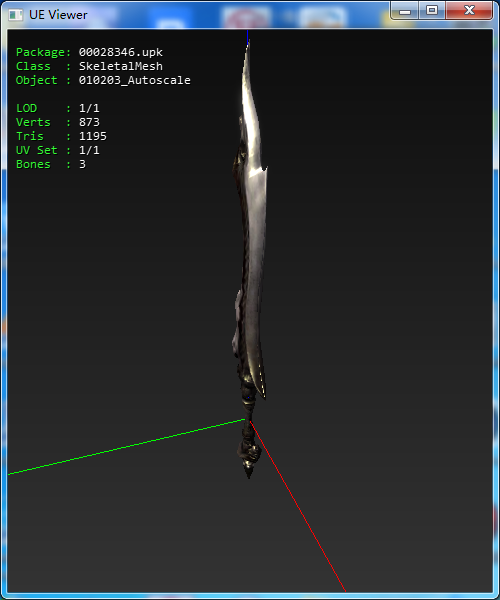 UE Viewer
Package: 00028346.upk
Class  : SkeletalMesh
Object : 010203_Autoscale
LOD    : 1/1
Verts  : 873
Tris   : 1195
UV Set : 1/1
Bones  : 3